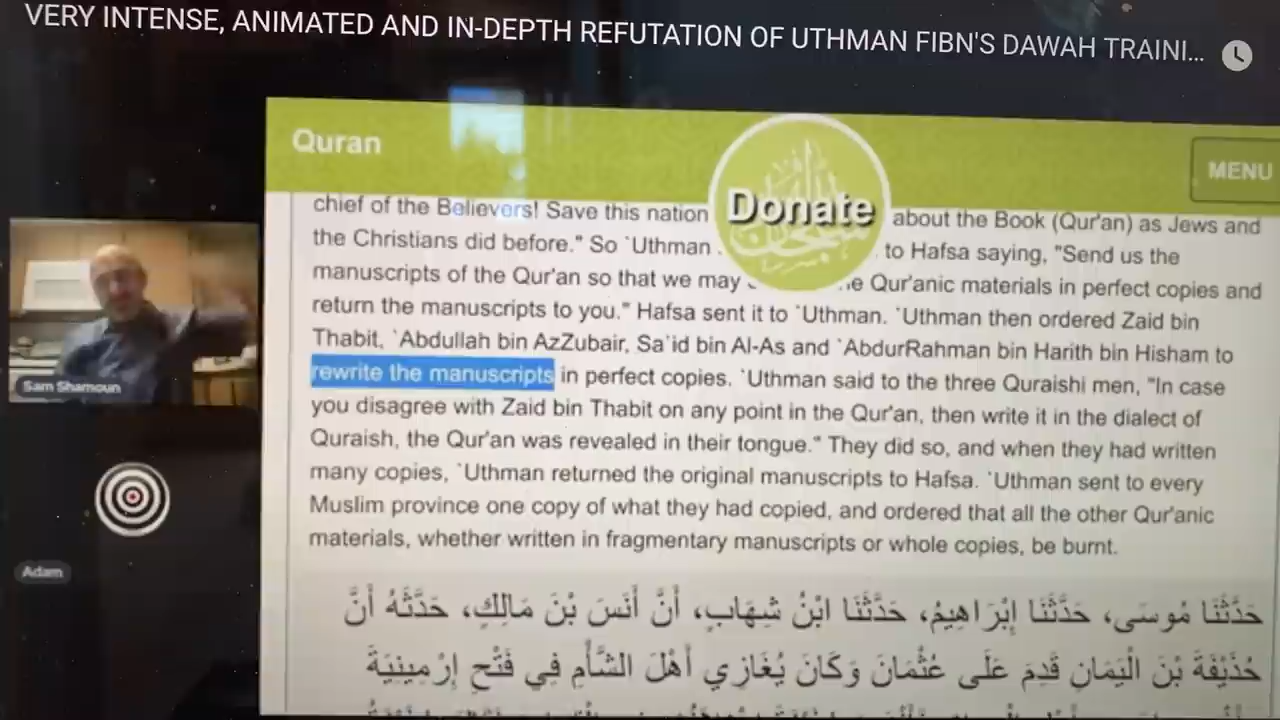 VERY INTENSE, ANIMATED AND IN-DEPTH REFUTATION OF UTHMAN FIBN'S DAWAH TRAINI...
Quran
Donate
MENU
chief of the Believers! Save this nation about the Book (Qur'an) as Jews and
the Christians did before." So `Uthman to Hafsa saying, "Send us the
manuscripts of the Qur'an so that we may Qur'anic materials in perfect copies and
return the manuscripts to you." Hafsa sent it to `Uthman. `Uthman then ordered Zaid bin
Thabit, `Abdullah bin AzZubair, Sa`id bin Al-As and `AbdurRahman bin Harith bin Hisham to
rewrite the manuscripts in perfect copies. `Uthman said to the three Quraishi men, "In case
you disagree with Zaid bin Thabit on any point in the Qur'an, then write it in the dialect of
Quraish, the Qur'an was revealed in their tongue." They did so, and when they had written
many copies, `Uthman returned the original manuscripts to Hafsa. `Uthman sent to every
Muslim province one copy of what they had copied, and ordered that all the other Qur'anic
materials, whether written in fragmentary manuscripts or whole copies, be burnt.
حَدَّثَنَا مُوسَى، حَدَّثَنَا إِبْرَاهِيمُ، حَدَّثَنَا ابْنُ شِهَابٍ، أَنَّ أَنَسَ بْنَ مَالِكٍ، حَدَّثَهُ أَنَّ
حُذَيْفَةَ بْنَ الْيَمَانِ قَدِمَ عَلَى عُثْمَانَ وَكَانَ يُغَازِي أَهْلَ الشَّأْمِ فِي فَتْحِ إِرْمِينِيَةَ
Sam Shamoun
Adam